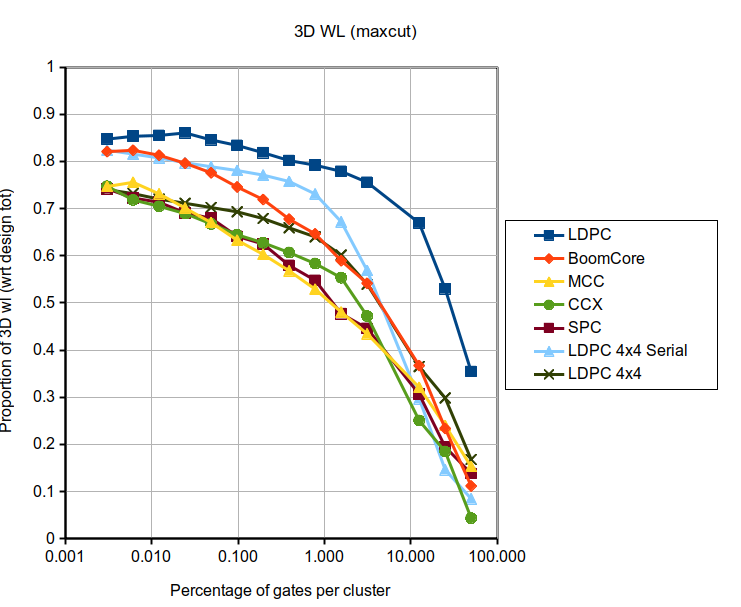 3D WL (maxcut)
1
0.9
0.8
0.7
0.6
0.5
0.4
0.3
0.2
0.1
0
0.001
0.010
0.100
1.000
10.000
100.000
Proportion of 3D wl (wrt design tot)
Percentage of gates per cluster
LDPC
BoomCore
MCC
CCX
SPC
LDPC 4x4 Serial
LDPC 4x4